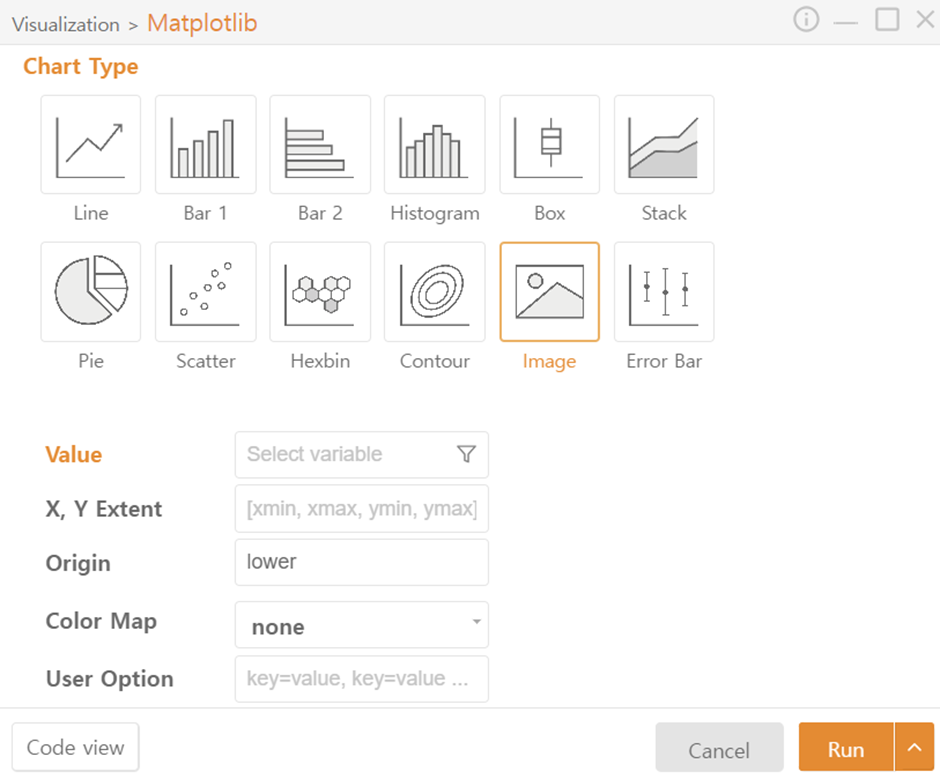 Visualization > Matplotlib
Chart Type
Line Bar 1 Bar 2 Histogram Box Stack
Pie Scatter Hexbin Contour Image Error Bar
Value Select variable
X, Y Extent [xmin, xmax, ymin, ymax]
Origin lower
Color Map none
User Option key=value, key=value ...
Code view Cancel Run